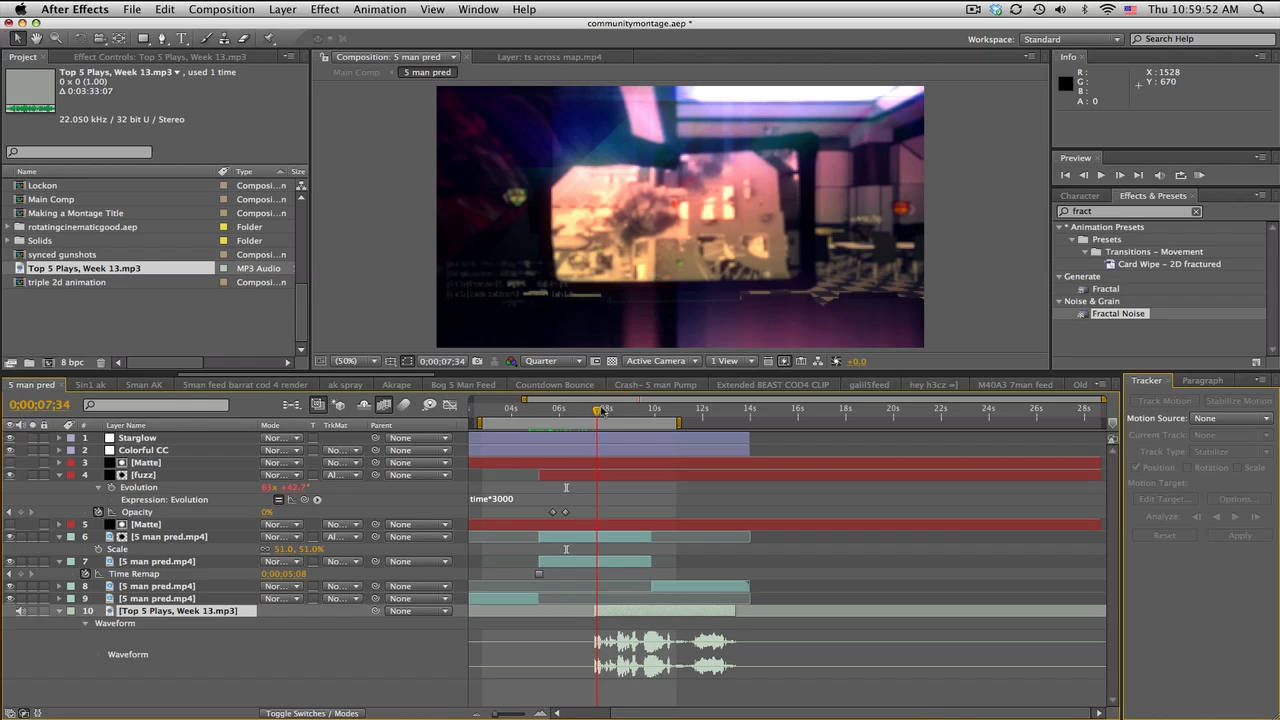 After Effects File Edit Composition Layer Effect Animation View Window Help Thu 10:59:52 AM
communitymontage.aep *
Workspace: Standard Search Help
Project Effect Controls: Top 5 Plays, Week 13.mp3 Composition: 5 man pred Layer: ts across map.mp4 Info
Top 5 Plays, Week 13.mp3 , used 1 time
0 x 0 (1.00)
Δ 0:03:33:07
22.050 kHz / 32 bit U / Stereo
Main Comp 5 man pred
R: X : 1528
G: Y : 670
B:
A: 0
Preview
Name Type Size
Lockon Composi...n
Main Comp Composi...n
Making a Montage Title Composi...n
rotatingcinematicgood.aep Folder
Solids Folder
synced gunshots Composi...n
Top 5 Plays, Week 13.mp3 MP3 Audio
triple 2d animation Composi...n
8 bpc
Character Effects & Presets
fract
* Animation Presets
Presets
Transitions - Movement
Card Wipe - 2D fractured
Generate
Fractal
Noise & Grain
Fractal Noise
(50%) 0;00;07;34 Quarter Active Camera 1 View +0.0
5 man pred 5in1 ak 5man AK 5man feed barrat cod 4 render ak spray Akrape Bog 5 Man Feed Countdown Bounce Crash- 5 man Pump Extended BEAST COD4 CLIP galil5feed hey h3cz =] M40A3 7man feed Old
0;00;07;34
04s 06s 08s 10s 12s 14s 16s 18s 20s 22s 24s 26s 28s
# Layer Name Mode T TrkMat Parent
1 Starglow Nor... None
2 Colorful CC Nor... No... None
3 [Matte] Nor... No... None
4 [fuzz] Nor... Al... None
Evolution 83x +42.7°
Expression: Evolution time*3000
Opacity 0%
5 [Matte] Nor... No... None
6 [5 man pred.mp4] Nor... Al... None
Scale 51.0, 51.0%
7 [5 man pred.mp4] Nor... No... None
Time Remap 0;00;05;08
8 [5 man pred.mp4] Nor... No... None
9 [5 man pred.mp4] Nor... No... None
10 [Top 5 Plays, Week 13.mp3] None
Waveform
Waveform
Toggle Switches / Modes
Tracker Paragraph
Track Motion Stabilize Motion
Motion Source: None
Current Track: None
Track Type: Stabilize
Position Rotation Scale
Motion Target:
Edit Target... Options...
Analyze:
Reset Apply